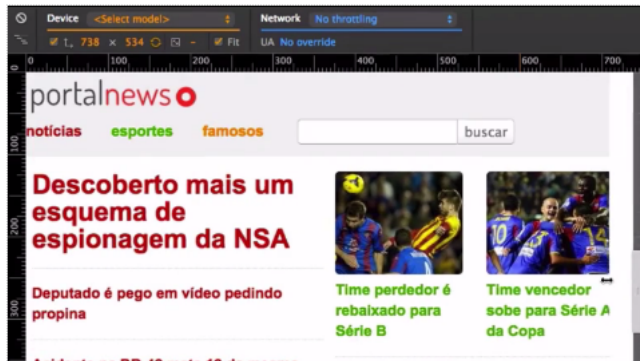 Device <Select model> Network No throttling
738 × 534 Fit UA No override
0 100 200 300 400 500 600 700
portalnews
notícias esportes famosos buscar
100
200
300
Descoberto mais um
esquema de
espionagem da NSA
Deputado é pego em vídeo pedindo
propina
Time perdedor é
rebaixado para
Série B
Time vencedor
sobe para Série A
da Copa